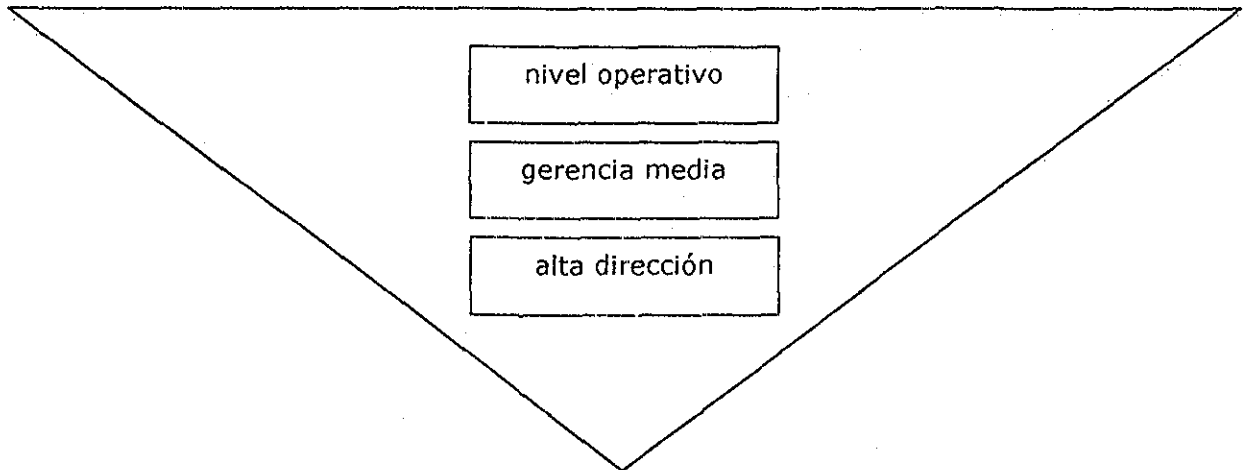 nivel operativo
gerencia media
alta dirección